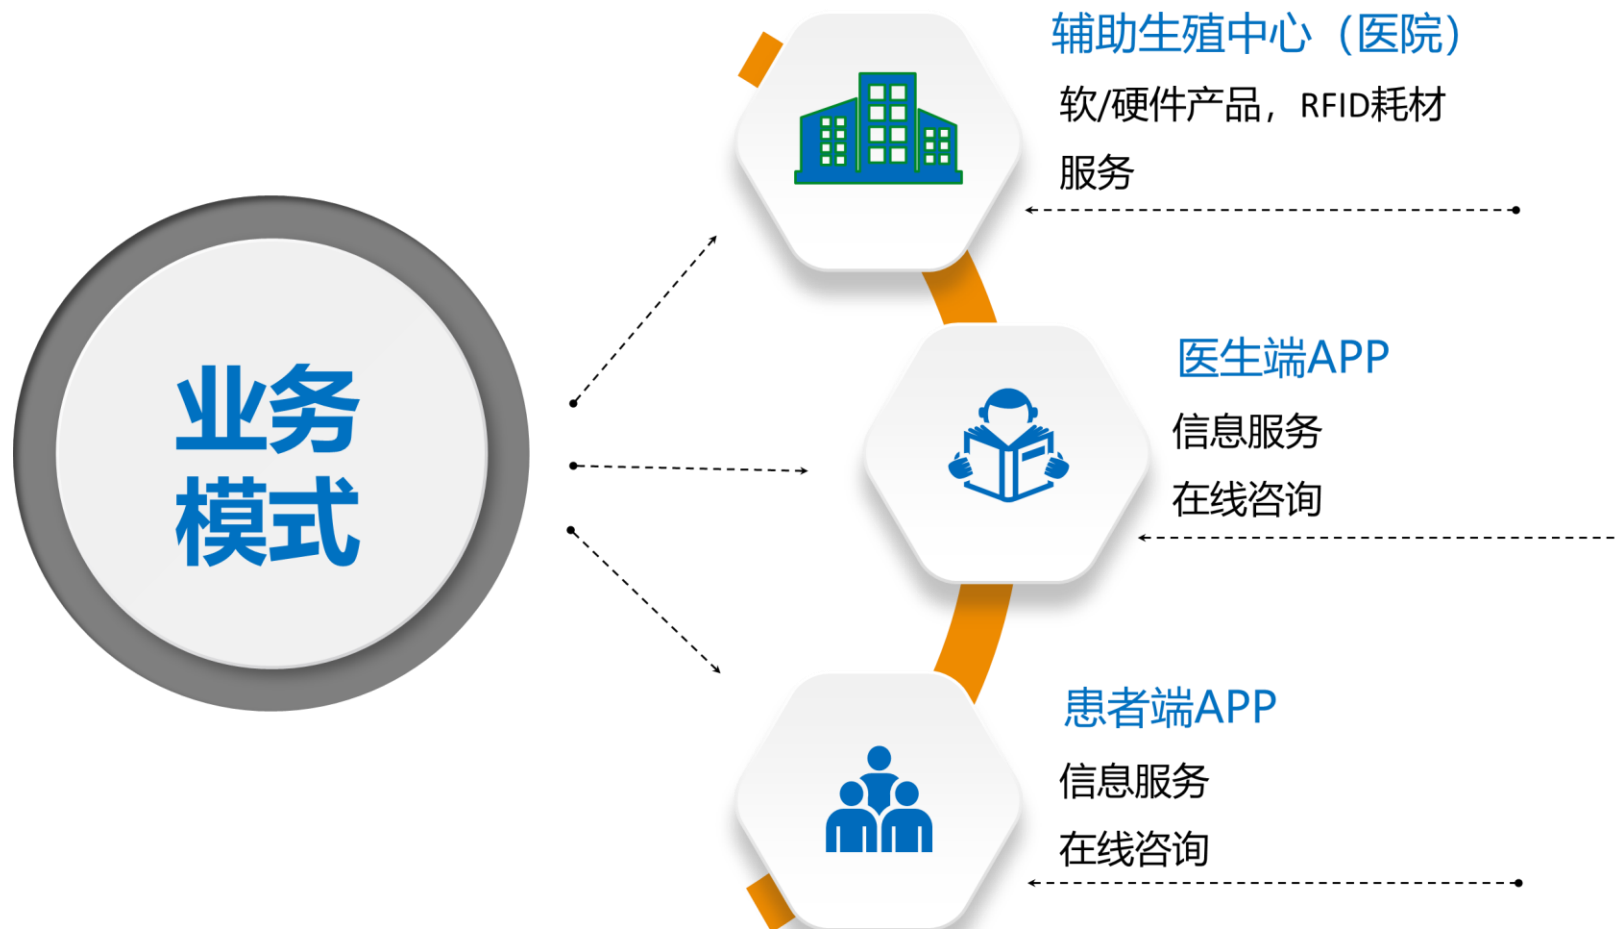 业务
模式
辅助生殖中心（医院）
软/硬件产品，RFID耗材
服务
医生端APP
信息服务
在线咨询
患者端APP
信息服务
在线咨询